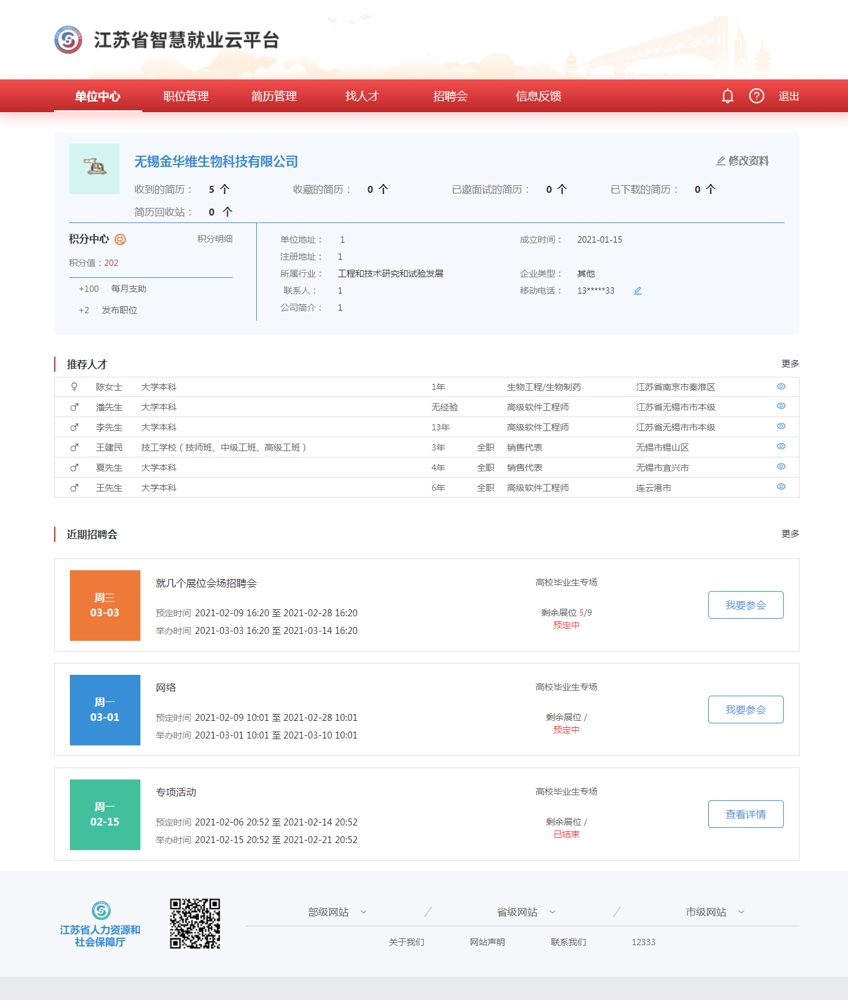 江苏省智慧就业云平台
单位中心 职位管理 简历管理 找人才 招聘会 信息反馈 退出
无锡金华维生物科技有限公司 修改资料
收到的简历： 5 个 收藏的简历： 0 个 已邀面试的简历： 0 个 已下载的简历： 0 个
简历回收站： 0 个
积分中心 积分明细
积分值：202
+100 每月支助
+2 发布职位
单位地址： 1 成立时间： 2021-01-15
注册地址： 1
所属行业： 工程和技术研究和试验发展 企业类型： 其他
联系人： 1 移动电话： 13*****33
公司简介： 1
推荐人才 更多
陈女士 大学本科 1年 生物工程/生物制药 江苏省南京市秦淮区
潘先生 大学本科 无经验 高级软件工程师 江苏省无锡市市本级
李先生 大学本科 13年 高级软件工程师 江苏省无锡市市本级
王建民 技工学校（技师班、中级工班、高级工班） 3年 全职 销售代表 无锡市锡山区
夏先生 大学本科 4年 全职 销售代表 无锡市宜兴市
王先生 大学本科 6年 全职 高级软件工程师 连云港市
近期招聘会 更多
周三
03-03
就几个展位会场招聘会
预定时间 2021-02-09 16:20 至 2021-02-28 16:20
举办时间 2021-03-03 16:20 至 2021-03-14 16:20
高校毕业生专场
剩余展位 5/9
预定中
我要参会
周一
03-01
网络
预定时间 2021-02-09 10:01 至 2021-02-28 10:01
举办时间 2021-03-01 10:01 至 2021-03-10 10:01
高校毕业生专场
剩余展位 /
预定中
我要参会
周一
02-15
专项活动
预定时间 2021-02-06 20:52 至 2021-02-14 20:52
举办时间 2021-02-15 20:52 至 2021-02-21 20:52
高校毕业生专场
剩余展位 /
已结束
查看详情
江苏省人力资源和
社会保障厅
部级网站 省级网站 市级网站
关于我们 网站声明 联系我们 12333